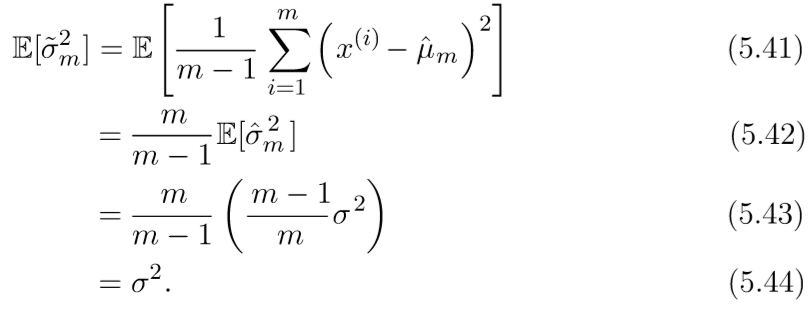 𝔼[σ̃²ₘ] = 𝔼[ 1/(m − 1) ∑ᵢ₌₁ᵐ ( x⁽ⁱ⁾ − μ̂ₘ )² ] (5.41)
= m/(m − 1) 𝔼[σ̂²ₘ] (5.42)
= m/(m − 1) ( (m − 1)/m σ² ) (5.43)
= σ². (5.44)